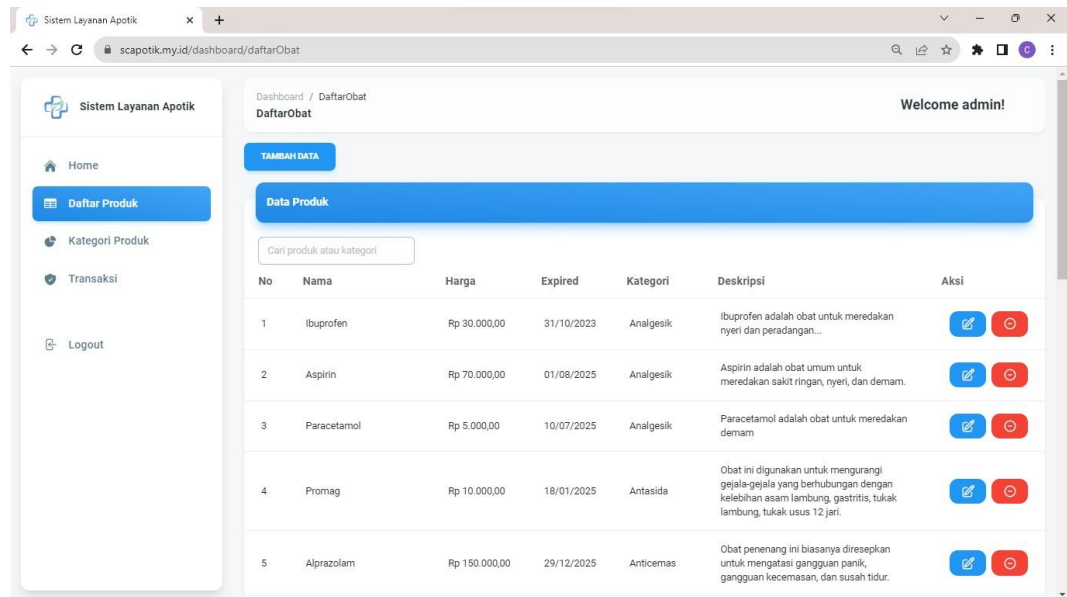 Sistem Layanan Apotik
scapotik.my.id/dashboard/daftarObat
C
Sistem Layanan Apotik
Home
Daftar Produk
Kategori Produk
Transaksi
Logout
Dashboard / DaftarObat
DaftarObat
Welcome admin!
TAMBAH DATA
Data Produk
Cari produk atau kategori
No Nama Harga Expired Kategori Deskripsi Aksi
1 Ibuprofen Rp 30.000,00 31/10/2023 Analgesik Ibuprofen adalah obat untuk meredakan
nyeri dan peradangan...
2 Aspirin Rp 70.000,00 01/08/2025 Analgesik Aspirin adalah obat umum untuk
meredakan sakit ringan, nyeri, dan demam.
3 Paracetamol Rp 5.000,00 10/07/2025 Analgesik Paracetamol adalah obat untuk meredakan
demam
4 Promag Rp 10.000,00 18/01/2025 Antasida Obat ini digunakan untuk mengurangi
gejala-gejala yang berhubungan dengan
kelebihan asam lambung, gastritis, tukak
lambung, tukak usus 12 jari.
5 Alprazolam Rp 150.000,00 29/12/2025 Anticemas Obat penenang ini biasanya diresepkan
untuk mengatasi gangguan panik,
gangguan kecemasan, dan susah tidur.